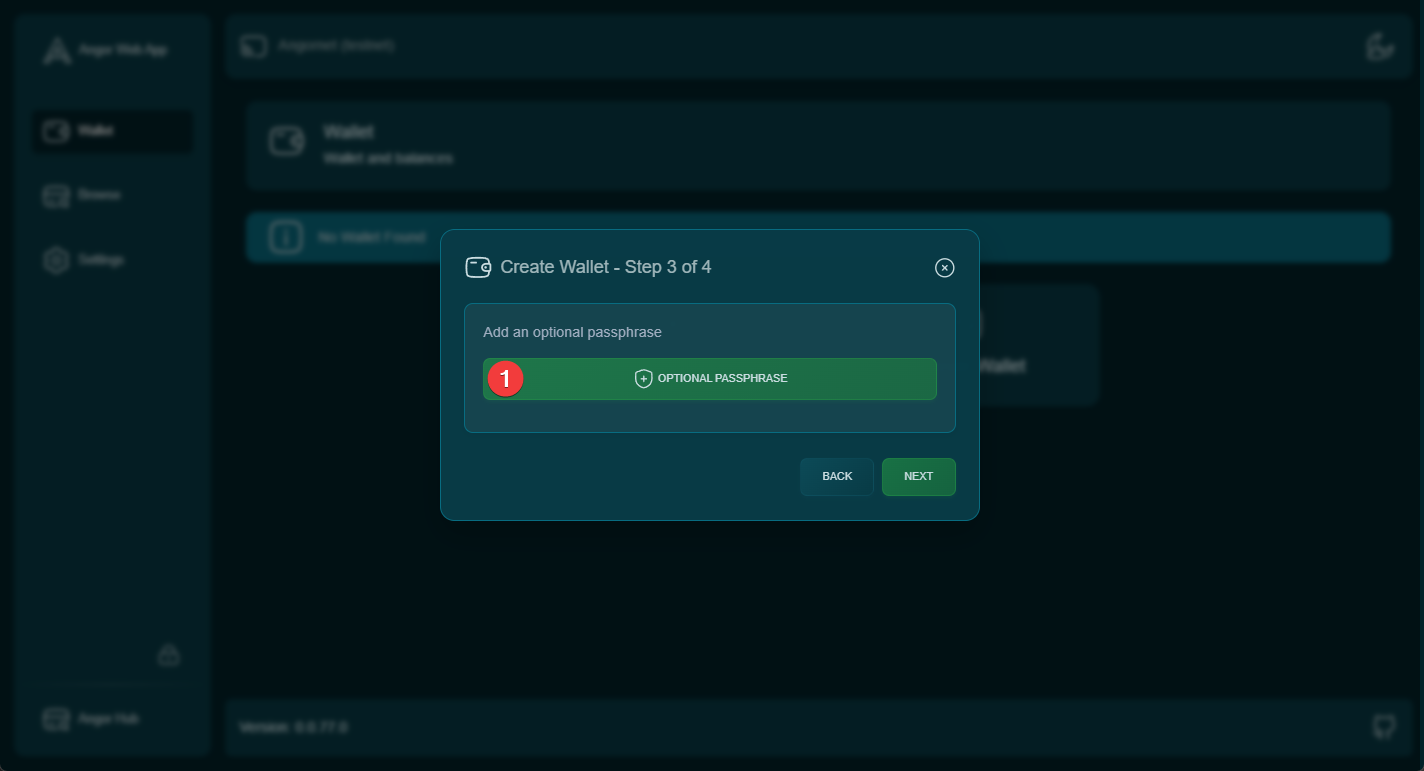 Angor Web App
Angornet (testnet)
Wallet
Wallet
Wallet and balances
Browse
No Wallet Found
Settings
Create Wallet - Step 3 of 4
Add an optional passphrase
1
OPTIONAL PASSPHRASE
Wallet
BACK
NEXT
Angor Hub
Version: 0.0.77.0